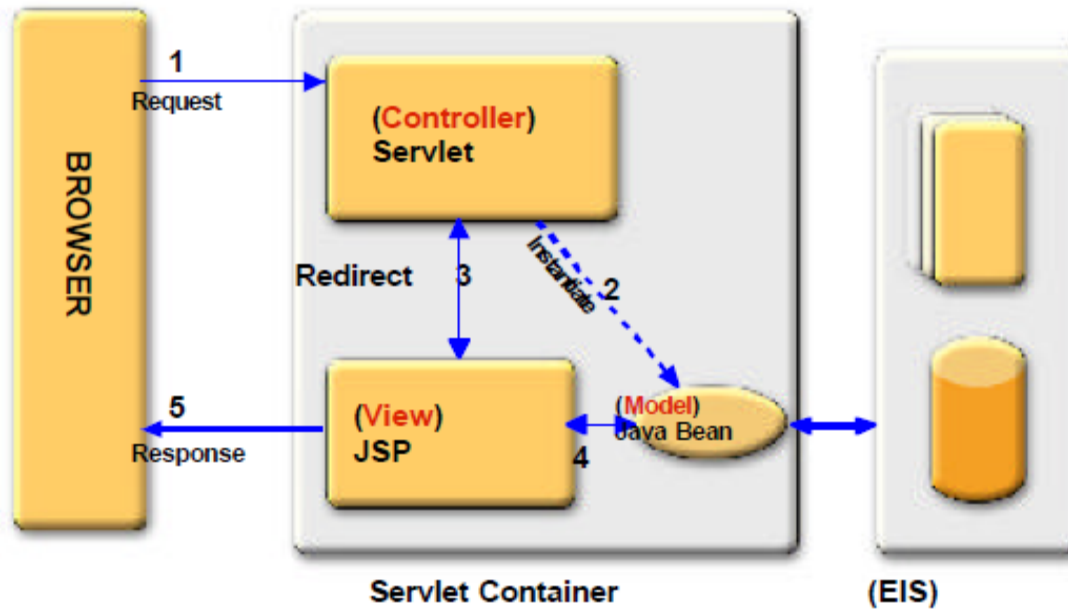 BROWSER
1
Request
(Controller)
Servlet
Redirect
3
Instantiate
2
5
Response
(View)
JSP
4
(Model)
Java Bean
Servlet Container
(EIS)